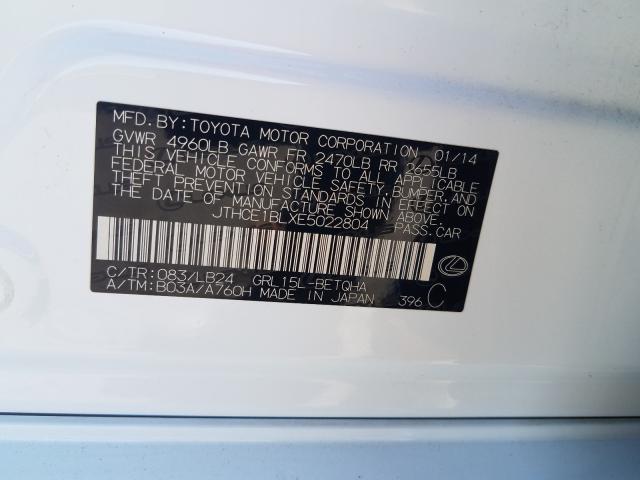 MFD. BY: TOYOTA MOTOR CORPORATION 01/14
GVWR 4960LB GAWR FR 2470LB RR 2655LB
THIS VEHICLE CONFORMS TO ALL APPLICABLE
FEDERAL MOTOR VEHICLE SAFETY, BUMPER, AND
THEFT PREVENTION STANDARDS IN EFFECT ON
THE DATE OF MANUFACTURE SHOWN ABOVE.
JTHCE1BLXE5022804 PASS. CAR
C/TR: 083/LB24 GRL15L-BETQHA
A/TM: B03A/A760H MADE IN JAPAN 396 C